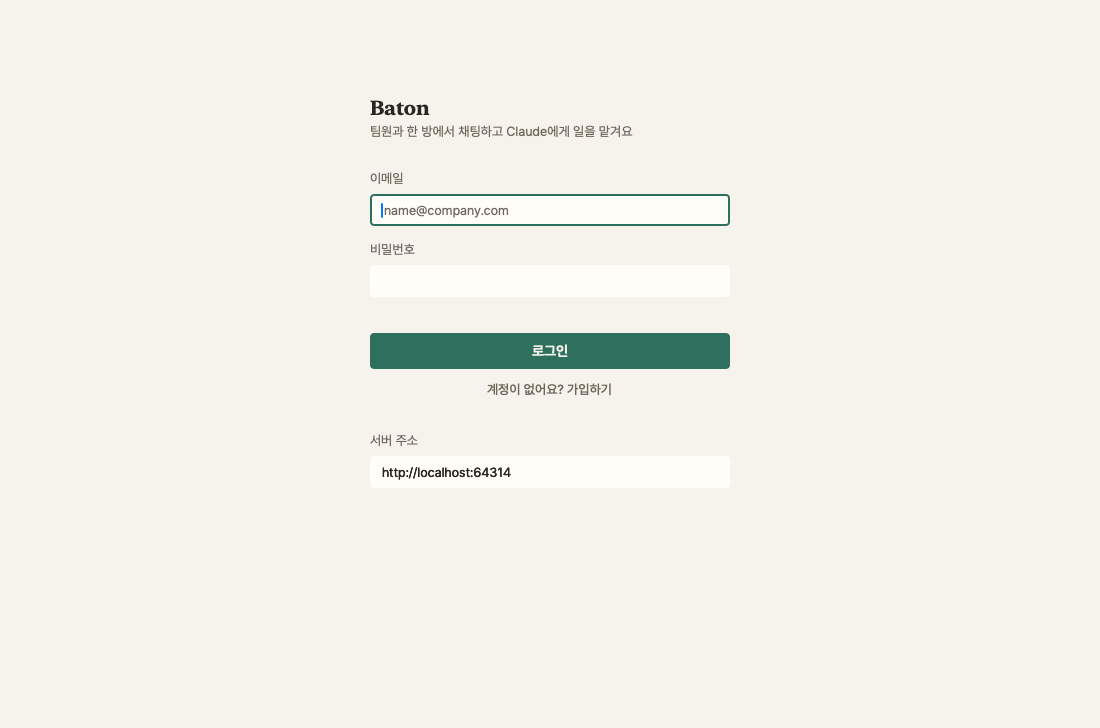 Baton
팀원과 한 방에서 채팅하고 Claude에게 일을 맡겨요
이메일
name@company.com
비밀번호
로그인
계정이 없어요? 가입하기
서버 주소
http://localhost:64314